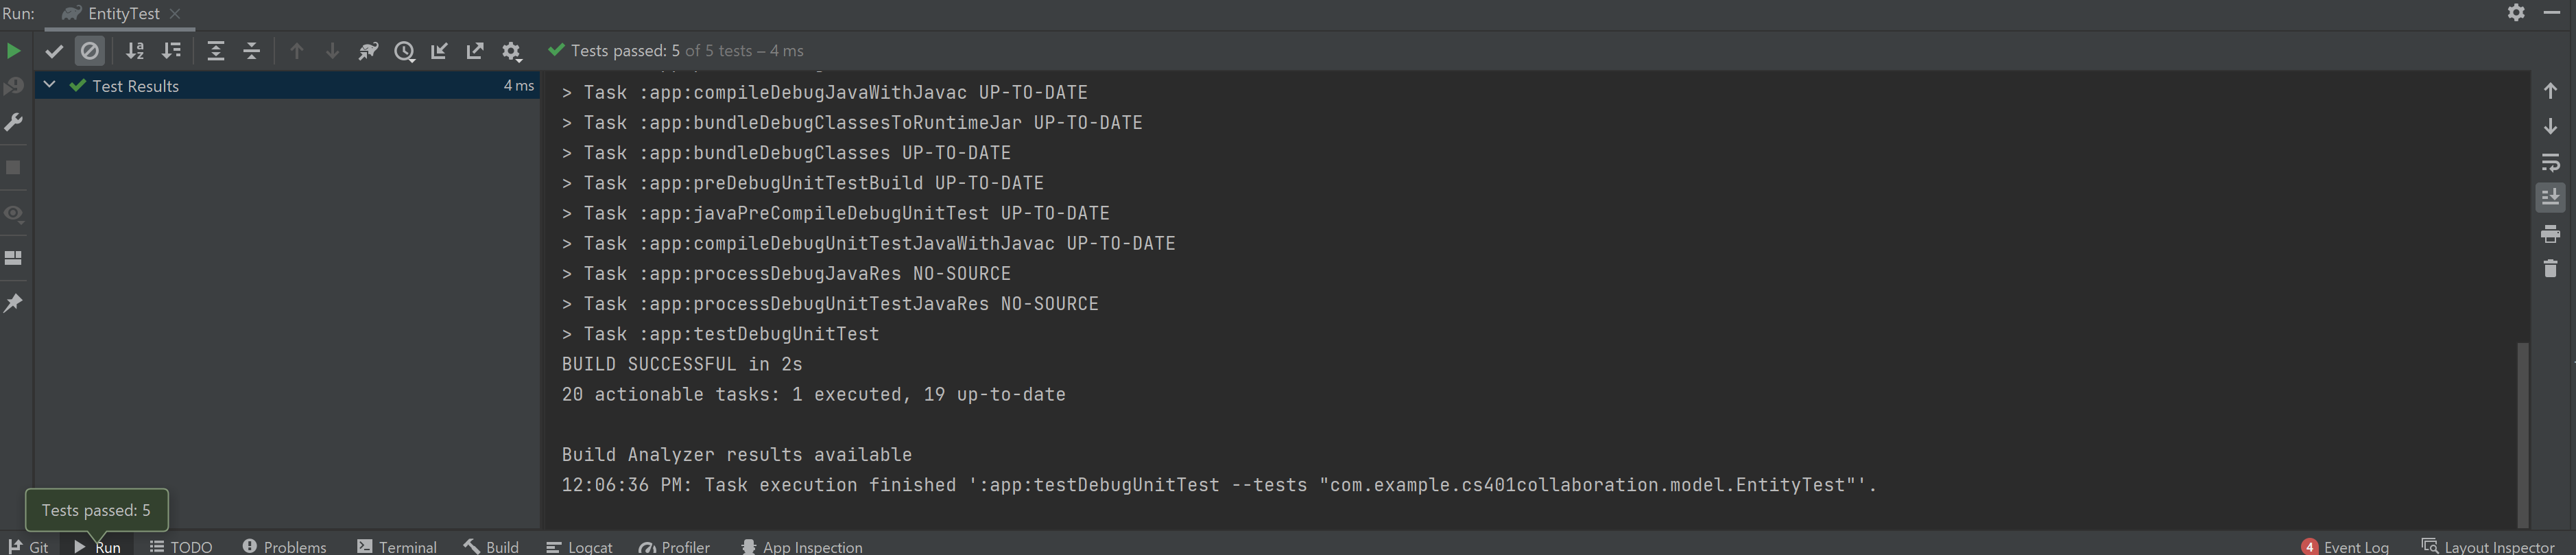 Run: EntityTest
Tests passed: 5 of 5 tests – 4 ms
Test Results 4 ms
> Task :app:compileDebugJavaWithJavac UP-TO-DATE
> Task :app:bundleDebugClassesToRuntimeJar UP-TO-DATE
> Task :app:bundleDebugClasses UP-TO-DATE
> Task :app:preDebugUnitTestBuild UP-TO-DATE
> Task :app:javaPreCompileDebugUnitTest UP-TO-DATE
> Task :app:compileDebugUnitTestJavaWithJavac UP-TO-DATE
> Task :app:processDebugJavaRes NO-SOURCE
> Task :app:processDebugUnitTestJavaRes NO-SOURCE
> Task :app:testDebugUnitTest
BUILD SUCCESSFUL in 2s
20 actionable tasks: 1 executed, 19 up-to-date
Build Analyzer results available
12:06:36 PM: Task execution finished ':app:testDebugUnitTest --tests "com.example.cs401collaboration.model.EntityTest"'.
Tests passed: 5
Git Run TODO Problems Terminal Build Logcat Profiler App Inspection 4 Event Log Layout Inspector